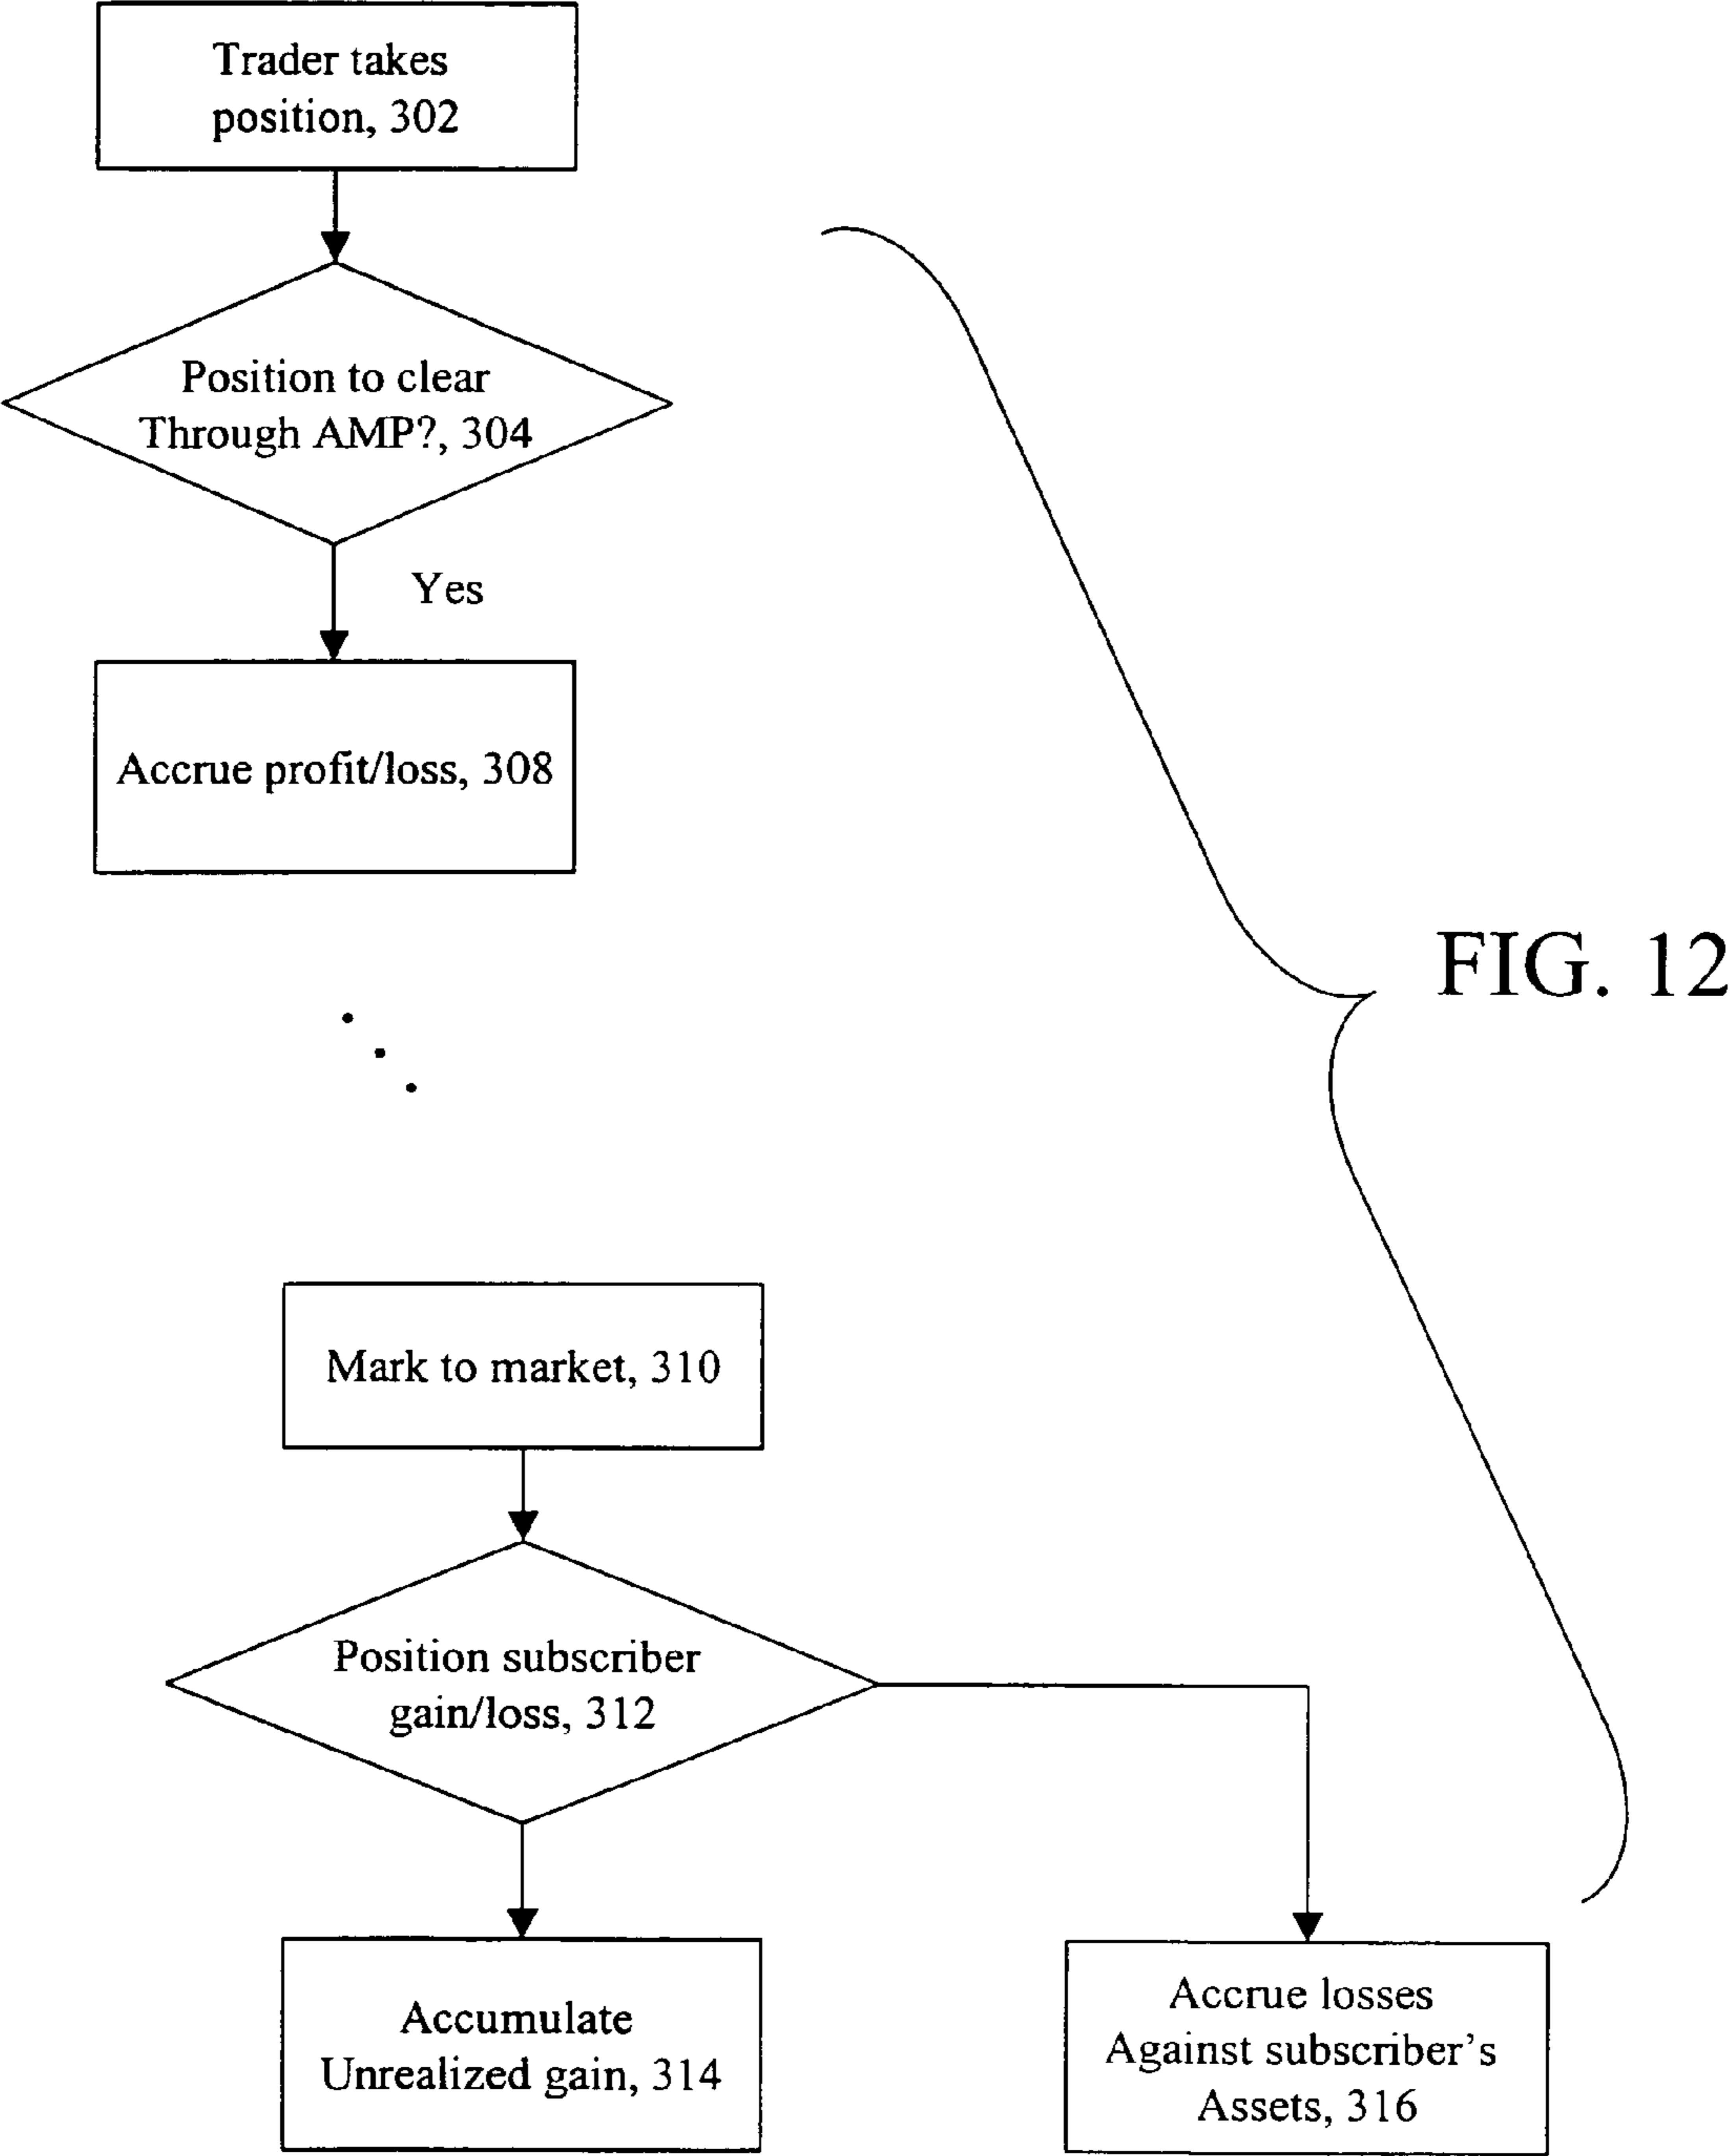 Trader takes
position, 302
Position to clear
Through AMP?, 304
Yes
Accrue profit/loss, 308
FIG. 12
Mark to market, 310
Position subscriber
gain/loss, 312
Accumulate
Unrealized gain, 314
Accrue losses
Against subscriber's
Assets, 316